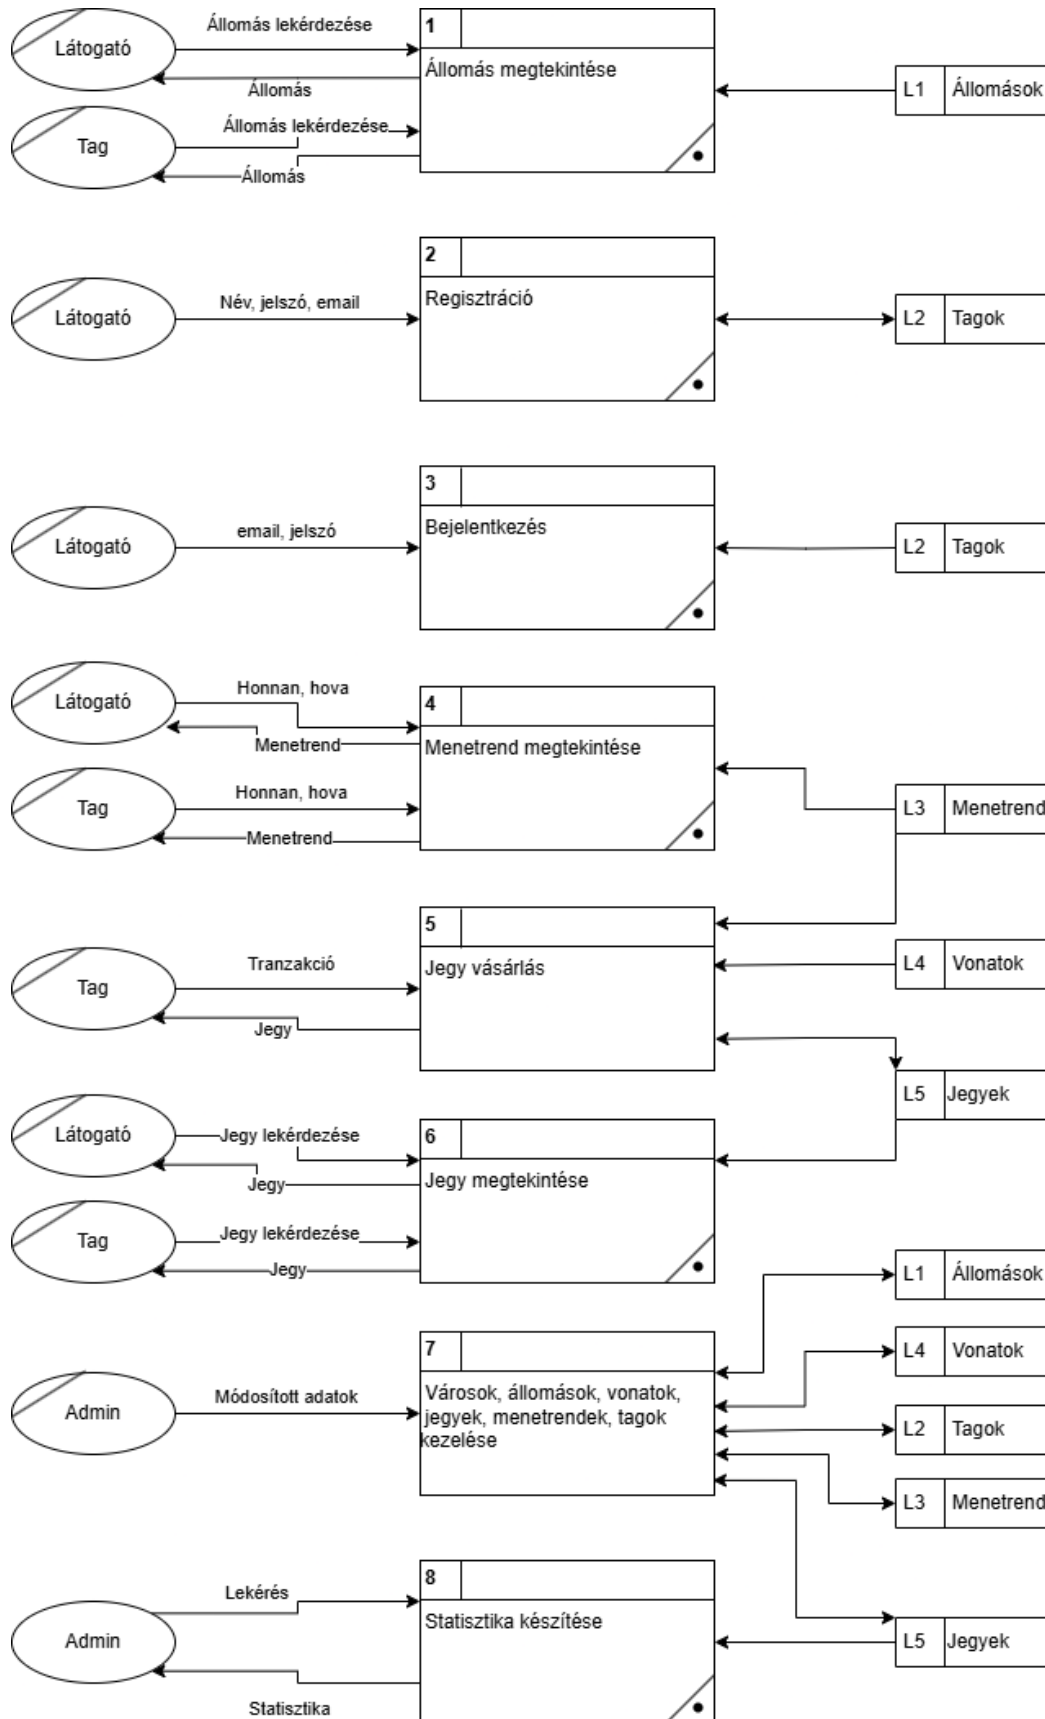 Látogató
Állomás lekérdezése
Állomás
Tag
Állomás lekérdezése
Állomás
1
Állomás megtekintése
L1 Állomások
Látogató
Név, jelszó, email
2
Regisztráció
L2 Tagok
Látogató
email, jelszó
3
Bejelentkezés
L2 Tagok
Látogató
Honnan, hova
Menetrend
Tag
Honnan, hova
Menetrend
4
Menetrend megtekintése
L3 Menetrend
Tag
Tranzakció
Jegy
5
Jegy vásárlás
L4 Vonatok
L5 Jegyek
Látogató
Jegy lekérdezése
Jegy
Tag
Jegy lekérdezése
Jegy
6
Jegy megtekintése
Admin
Módosított adatok
7
Városok, állomások, vonatok,
jegyek, menetrendek, tagok
kezelése
L1 Állomások
L4 Vonatok
L2 Tagok
L3 Menetrend
Admin
Lekérés
Statisztika
8
Statisztika készítése
L5 Jegyek